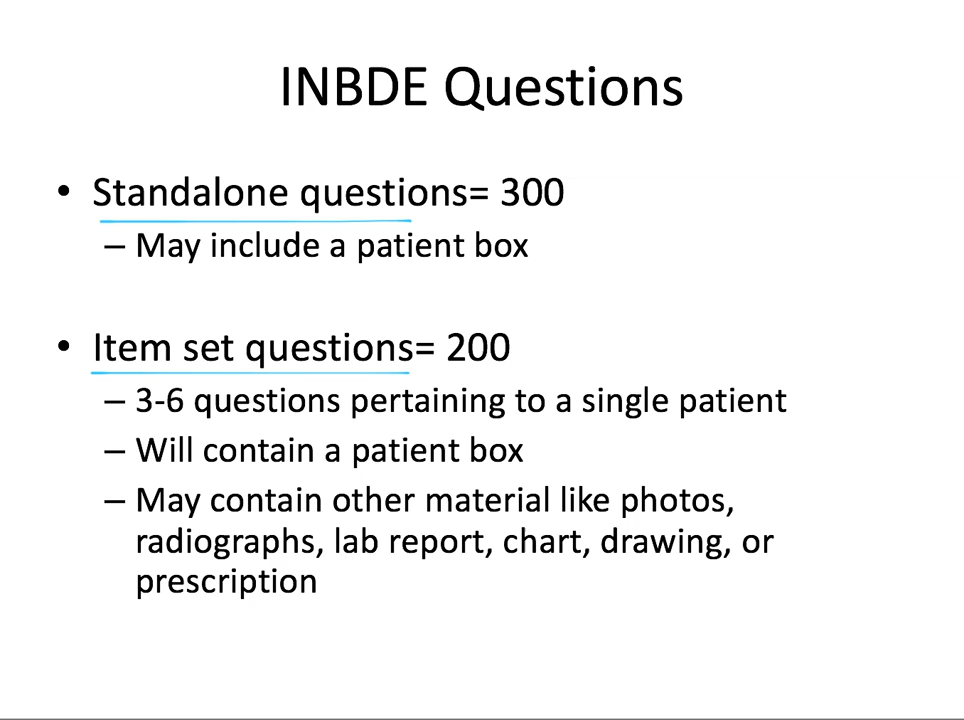 INBDE Questions
• Standalone questions= 300
– May include a patient box
• Item set questions= 200
– 3-6 questions pertaining to a single patient
– Will contain a patient box
– May contain other material like photos,
radiographs, lab report, chart, drawing, or
prescription